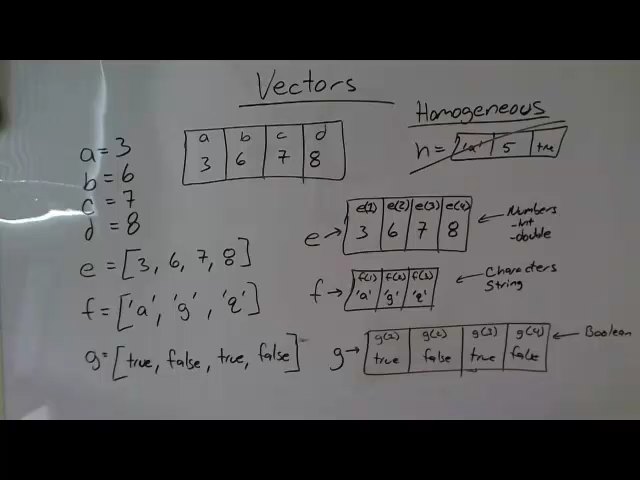 Vectors
Homogeneous
a b c d
3 6 7 8
h = 5 true
a = 3
b = 6
c = 7
d = 8
e = [3, 6, 7, 8]
f = ['a', 'g', 'q']
g = [true, false, true, false]
e(1) e(2) e(3) e(4)
e → 3 6 7 8
Numbers
-Int
-double
f(1) f(2) f(3)
f → 'a' 'g' 'q'
Characters
String
g(2) g(3) g(4)
g → true false true false
Boolean